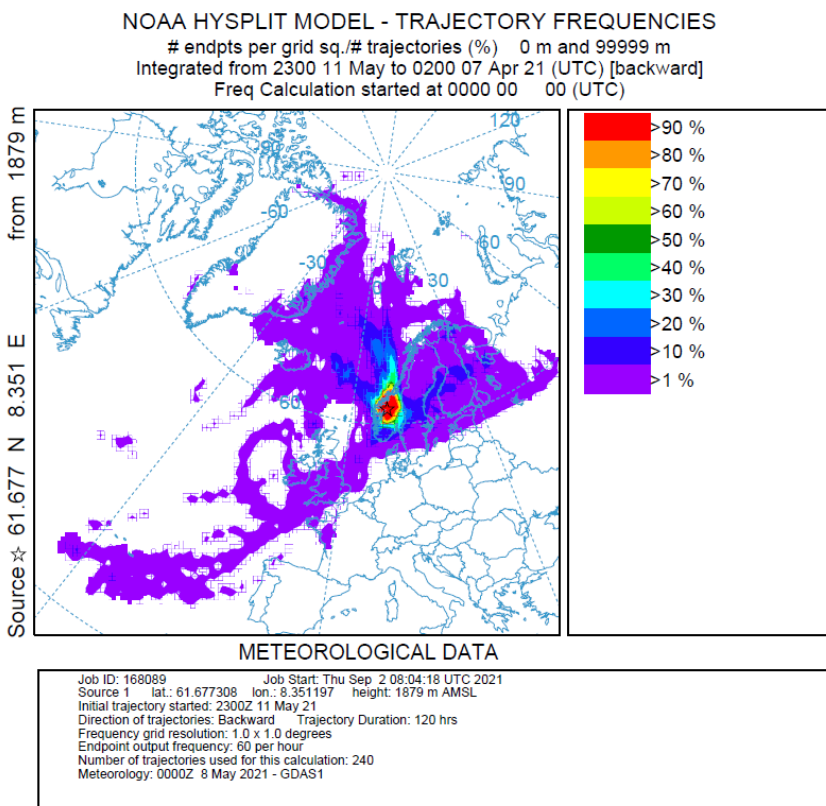 NOAA HYSPLIT MODEL - TRAJECTORY FREQUENCIES
# endpts per grid sq./# trajectories (%)    0 m and 99999 m
Integrated from 2300 11 May to 0200 07 Apr 21 (UTC) [backward]
Freq Calculation started at 0000 00    00 (UTC)
Source ☆ 61.677 N 8.351 E from 1879 m
120
90
60
30
-30
-60
60
>90 %
>80 %
>70 %
>60 %
>50 %
>40 %
>30 %
>20 %
>10 %
>1 %
METEOROLOGICAL DATA
Job ID: 168089    Job Start: Thu Sep 2 08:04:18 UTC 2021
Source 1    lat.: 61.677308    lon.: 8.351197    height: 1879 m AMSL
Initial trajectory started: 2300Z 11 May 21
Direction of trajectories: Backward    Trajectory Duration: 120 hrs
Frequency grid resolution: 1.0 x 1.0 degrees
Endpoint output frequency: 60 per hour
Number of trajectories used for this calculation: 240
Meteorology: 0000Z 8 May 2021 - GDAS1